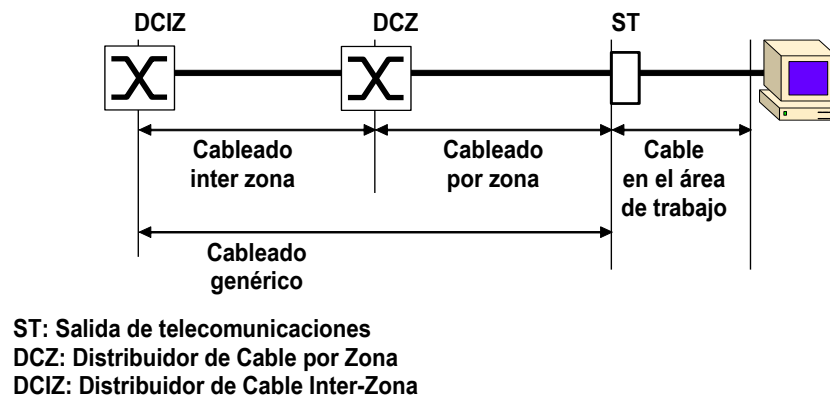 DCIZ DCZ ST
Cableado
inter zona
Cableado
por zona
Cable
en el área
de trabajo
Cableado
genérico
ST: Salida de telecomunicaciones
DCZ: Distribuidor de Cable por Zona
DCIZ: Distribuidor de Cable Inter-Zona